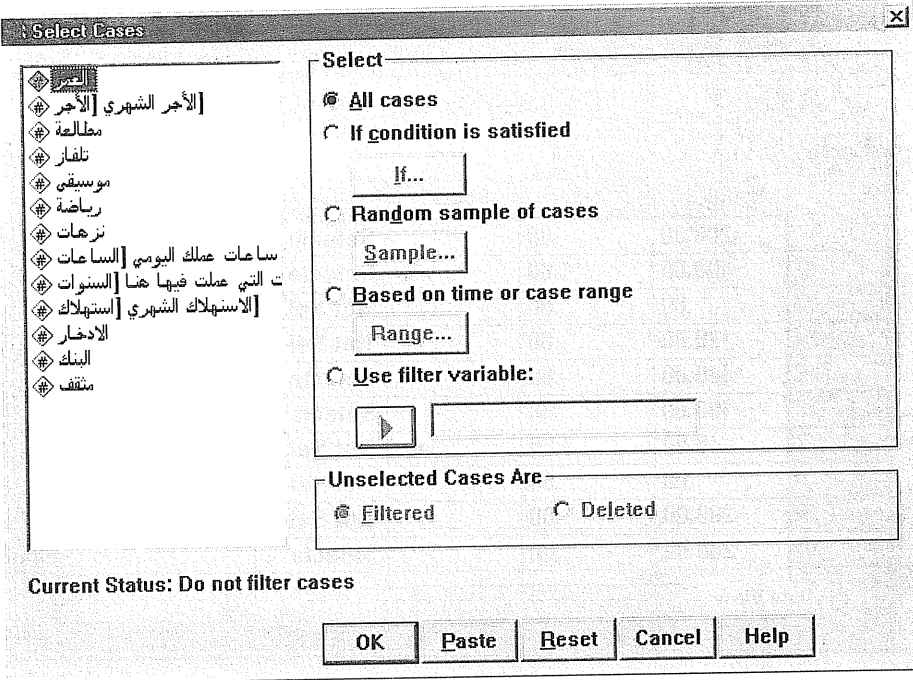 Select Cases
العمر
الأجر الشهري [الأجر]
مطالعة
تلفاز
موسيقى
رياضة
نزهات
ساعات عملك اليومي [الساعات
ت التي عملت فيها هنا [السنوات
الاستهلاك الشهري [استهلاك]
الادخار
البنك
مثقف
Select
All cases
If condition is satisfied
If...
Random sample of cases
Sample...
Based on time or case range
Range...
Use filter variable:
Unselected Cases Are
Filtered
Deleted
Current Status: Do not filter cases
OK Paste Reset Cancel Help